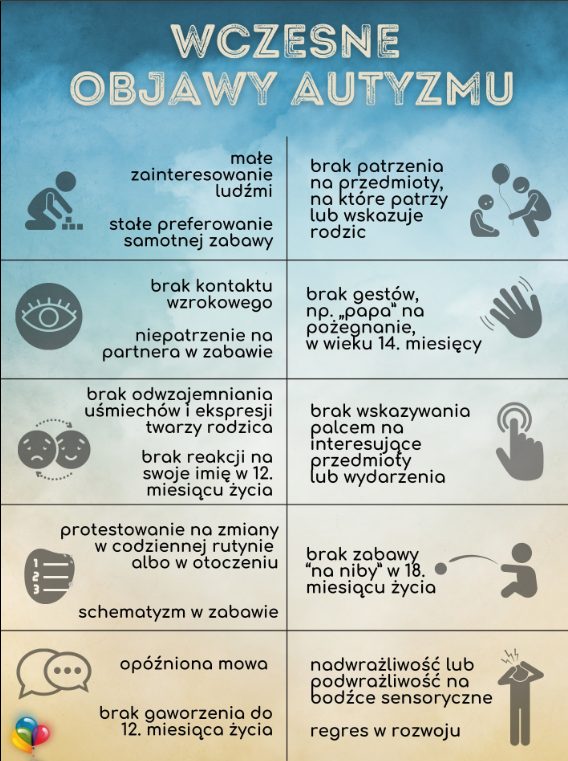 WCZESNE
OBJAWY AUTYZMU
małe
zainteresowanie
ludźmi
stałe preferowanie
samotnej zabawy
brak patrzenia
na przedmioty,
na które patrzy
lub wskazuje
rodzic
brak kontaktu
wzrokowego
niepatrzenie na
partnera w zabawie
brak gestów,
np. „papa” na
pożegnanie,
w wieku 14. miesięcy
brak odwzajemniania
uśmiechów i ekspresji
twarzy rodzica
brak reakcji na
swoje imię w 12.
miesiącu życia
brak wskazywania
palcem na
interesujące
przedmioty
lub wydarzenia
1
2
3
protestowanie na zmiany
w codziennej rutynie
albo w otoczeniu
schematyzm w zabawie
brak zabawy
“na niby” w 18.
miesiącu życia
opóźniona mowa
brak gaworzenia do
12. miesiąca życia
nadwrażliwość lub
podwrażliwość na
bodźce sensoryczne
regres w rozwoju